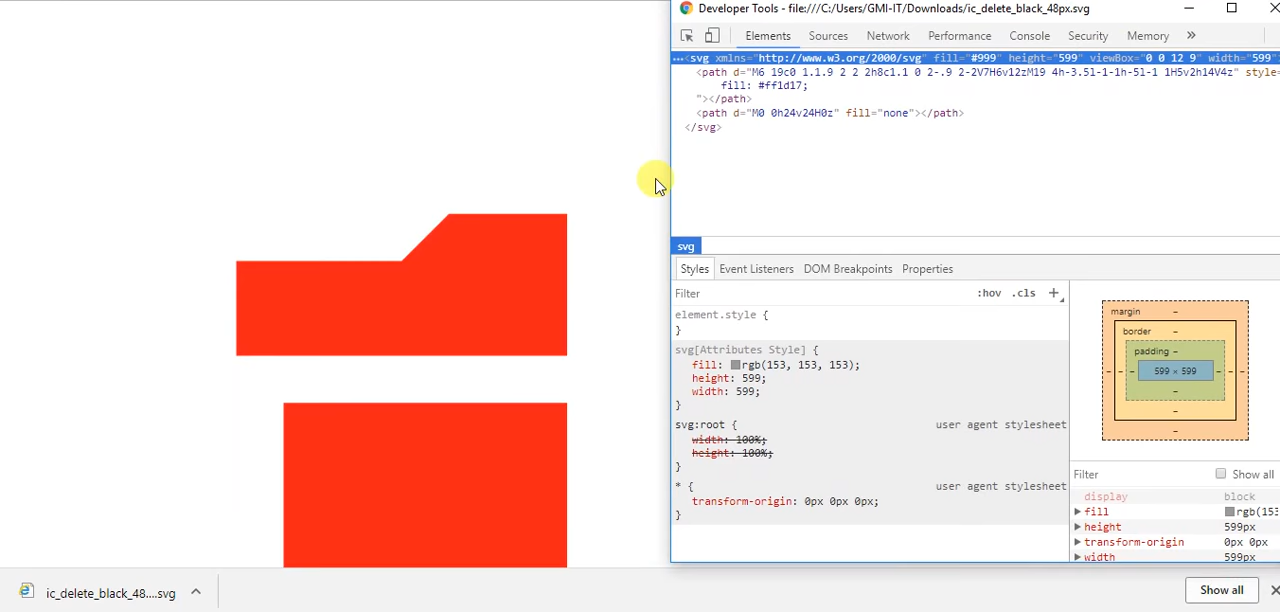 Developer Tools - file:///C:/Users/GMI-IT/Downloads/ic_delete_black_48px.svg
Elements Sources Network Performance Console Security Memory »
…<svg xmlns="http://www.w3.org/2000/svg" fill="#999" height="599" viewBox="0 0 12 9" width="599"
<path d="M6 19c0 1.1.9 2 2 2h8c1.1 0 2-.9 2-2V7H6v12zM19 4h-3.5l-1-1h-5l-1 1H5v2h14V4z" style=
fill: #ff1d17;
"></path>
<path d="M0 0h24v24H0z" fill="none"></path>
</svg>
svg
Styles Event Listeners DOM Breakpoints Properties
Filter :hov .cls +
element.style {
}
svg[Attributes Style] {
fill: rgb(153, 153, 153);
height: 599;
width: 599;
}
svg:root { user agent stylesheet
width: 100%;
height: 100%;
}
* { user agent stylesheet
transform-origin: 0px 0px 0px;
}
margin –
border –
padding –
– – – 599 × 599 – – –
–
–
–
Filter Show all
display block
fill rgb(153
height 599px
transform-origin 0px 0px
width 599px
ic_delete_black_48....svg
Show all